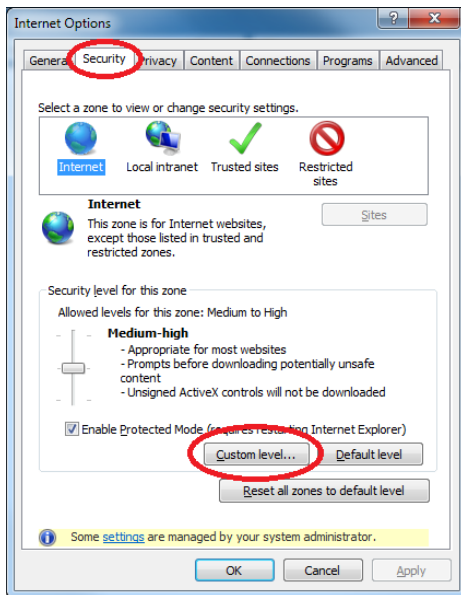 Internet Options
General Security Privacy Content Connections Programs Advanced
Select a zone to view or change security settings.
Internet Local intranet Trusted sites Restricted
sites
Internet
Sites
This zone is for Internet websites,
except those listed in trusted and
restricted zones.
Security level for this zone
Allowed levels for this zone: Medium to High
Medium-high
- Appropriate for most websites
- Prompts before downloading potentially unsafe
content
- Unsigned ActiveX controls will not be downloaded
Enable Protected Mode (requires restarting Internet Explorer)
Custom level... Default level
Reset all zones to default level
Some settings are managed by your system administrator.
OK Cancel Apply